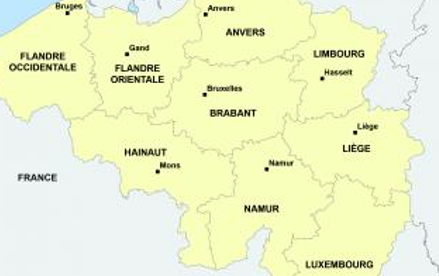 Bruges
Anvers
ANVERS
Gand
FLANDRE
OCCIDENTALE
FLANDRE
ORIENTALE
LIMBOURG
Hasselt
Bruxelles
BRABANT
Liège
LIÈGE
HAINAUT
Mons
Namur
FRANCE
NAMUR
LUXEMBOURG